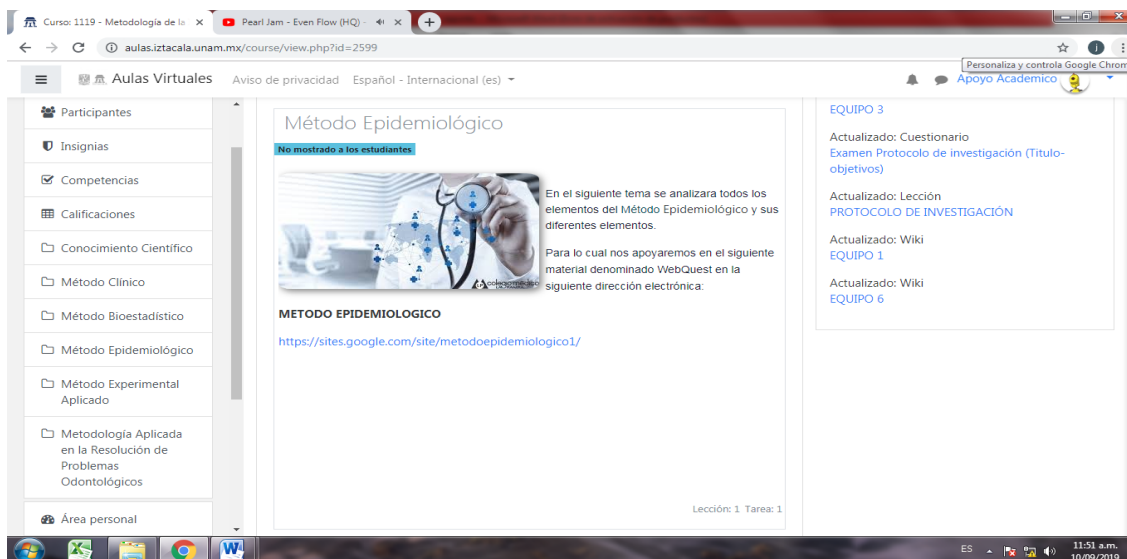 Curso: 1119 - Metodología de la
Pearl Jam - Even Flow (HQ) -
aulas.iztacala.unam.mx/course/view.php?id=2599
Personaliza y controla Google Chrom
Aulas Virtuales
Aviso de privacidad
Español - Internacional (es)
Apoyo Academico
Participantes
Insignias
Competencias
Calificaciones
Conocimiento Científico
Método Clínico
Método Bioestadístico
Método Epidemiológico
Método Experimental
Aplicado
Metodología Aplicada
en la Resolución de
Problemas
Odontológicos
Área personal
Método Epidemiológico
No mostrado a los estudiantes
En el siguiente tema se analizara todos los
elementos del Método Epidemiológico y sus
diferentes elementos.
Para lo cual nos apoyaremos en el siguiente
material denominado WebQuest en la
siguiente dirección electrónica:
METODO EPIDEMIOLOGICO
https://sites.google.com/site/metodoepidemiologico1/
Lección: 1 Tarea: 1
EQUIPO 3
Actualizado: Cuestionario
Examen Protocolo de investigación (Titulo-
objetivos)
Actualizado: Lección
PROTOCOLO DE INVESTIGACIÓN
Actualizado: Wiki
EQUIPO 1
Actualizado: Wiki
EQUIPO 6
ES
11:51 a.m.
10/09/2019